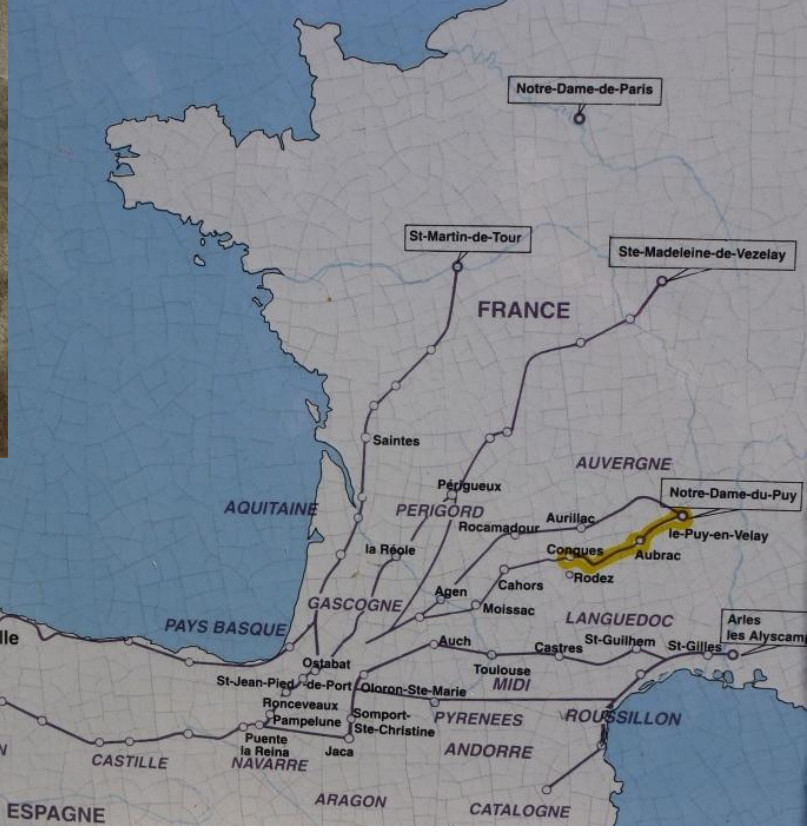 Notre-Dame-de-Paris
St-Martin-de-Tour
Ste-Madeleine-de-Vezelay
FRANCE
Saintes
AUVERGNE
Périgueux
Notre-Dame-du-Puy
AQUITAINE
PERIGORD
Rocamadour
Aurillac
le-Puy-en-Velay
la Réole
Conques
Aubrac
Rodez
Cahors
Agen
GASCOGNE
Moissac
LANGUEDOC
Arles
les Alyscam
PAYS BASQUE
lle
Auch
Castres
St-Guilhem
St-Gilles
Ostabat
Toulouse
St-Jean-Pied-de-Port
Oloron-Ste-Marie
MIDI
Ronceveaux
Pampelune
Somport-
Ste-Christine
PYRENEES
ROUSSILLON
Puente
la Reina
Jaca
ANDORRE
N
CASTILLE
NAVARRE
ARAGON
CATALOGNE
ESPAGNE